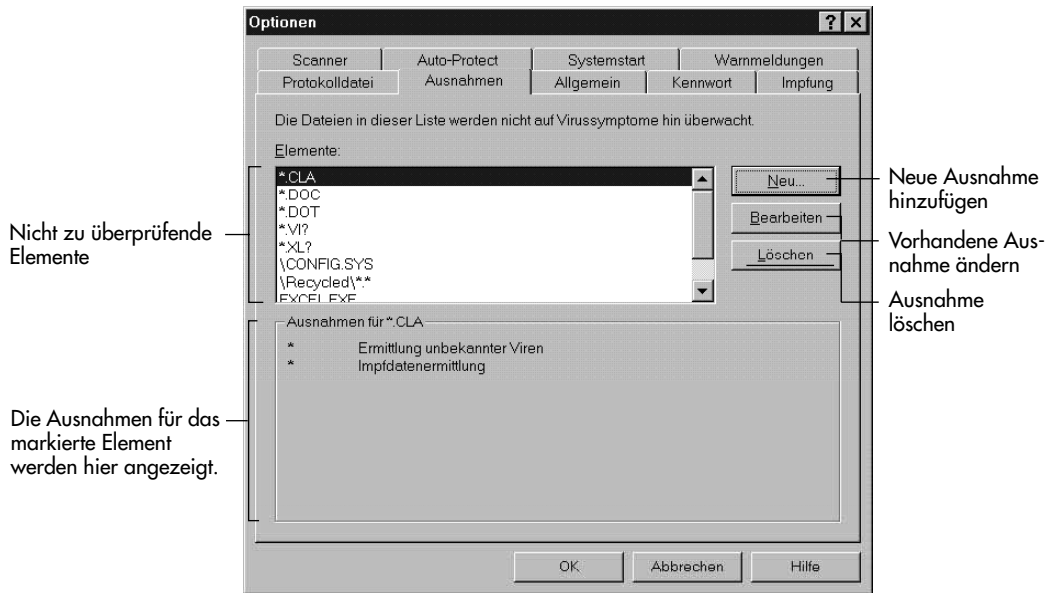 Optionen
Scanner
Auto-Protect
Systemstart
Warnmeldungen
Protokolldatei
Ausnahmen
Allgemein
Kennwort
Impfung
Die Dateien in dieser Liste werden nicht auf Virussymptome hin überwacht.
Elemente:
*.CLA
*.DOC
*.DOT
*.VI?
*.XL?
\CONFIG.SYS
\Recycled\*.*
EXCEL.EXE
Neu...
Bearbeiten
Löschen
Ausnahmen für *.CLA
* Ermittlung unbekannter Viren
* Impfdatenermittlung
OK
Abbrechen
Hilfe
Nicht zu überprüfende
Elemente
Die Ausnahmen für das
markierte Element
werden hier angezeigt.
Neue Ausnahme
hinzufügen
Vorhandene Aus-
nahme ändern
Ausnahme
löschen